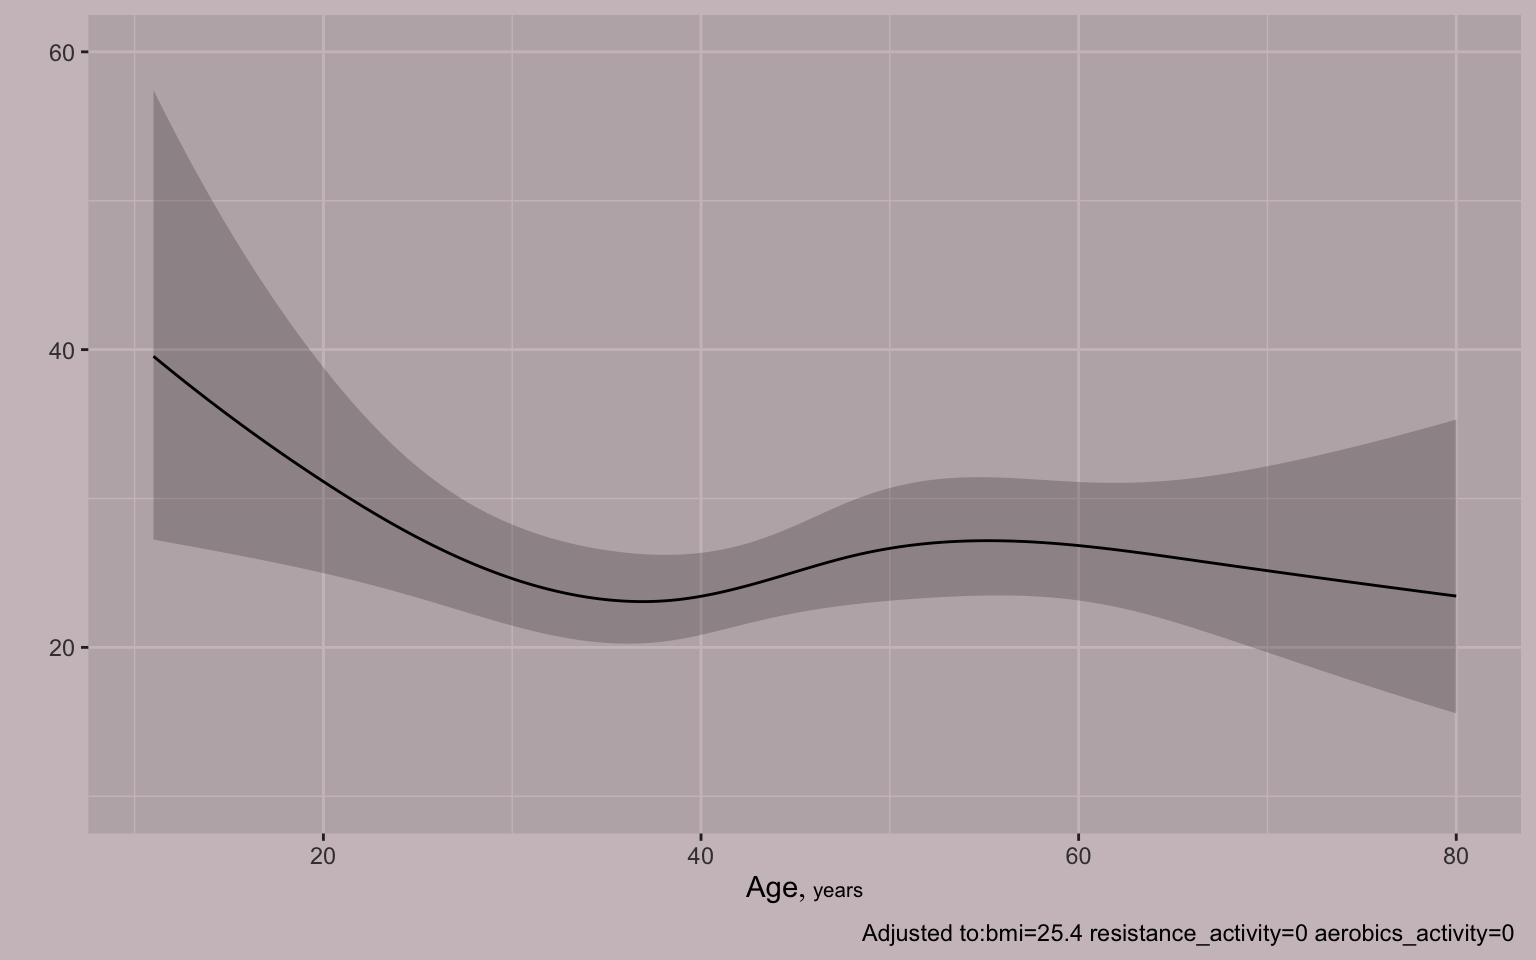 60
40
20
20 40 60 80
Age, years
Adjusted to:bmi=25.4 resistance_activity=0 aerobics_activity=0